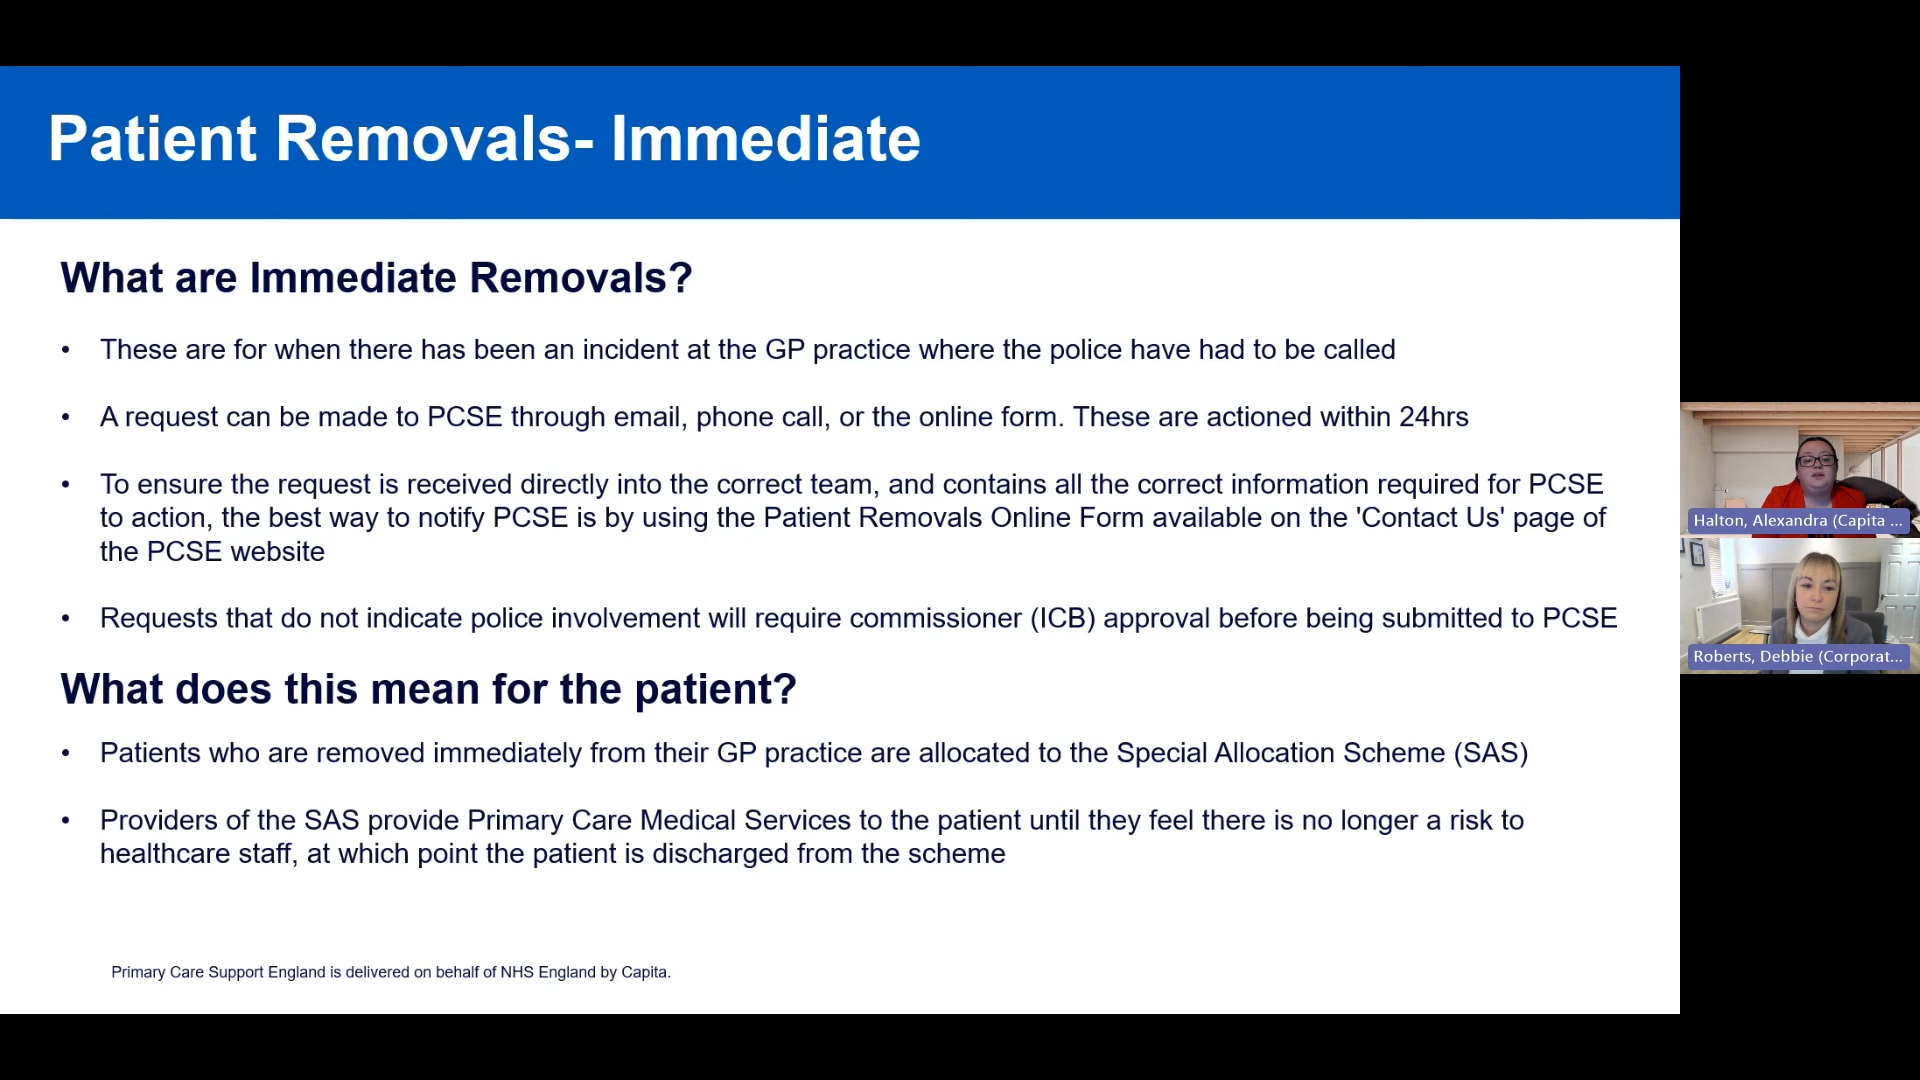 Patient Removals- Immediate
What are Immediate Removals?
• These are for when there has been an incident at the GP practice where the police have had to be called
• A request can be made to PCSE through email, phone call, or the online form. These are actioned within 24hrs
• To ensure the request is received directly into the correct team, and contains all the correct information required for PCSE
to action, the best way to notify PCSE is by using the Patient Removals Online Form available on the 'Contact Us' page of
the PCSE website
• Requests that do not indicate police involvement will require commissioner (ICB) approval before being submitted to PCSE
What does this mean for the patient?
• Patients who are removed immediately from their GP practice are allocated to the Special Allocation Scheme (SAS)
• Providers of the SAS provide Primary Care Medical Services to the patient until they feel there is no longer a risk to
healthcare staff, at which point the patient is discharged from the scheme
Primary Care Support England is delivered on behalf of NHS England by Capita.
Halton, Alexandra (Capita ...
Roberts, Debbie (Corporat...